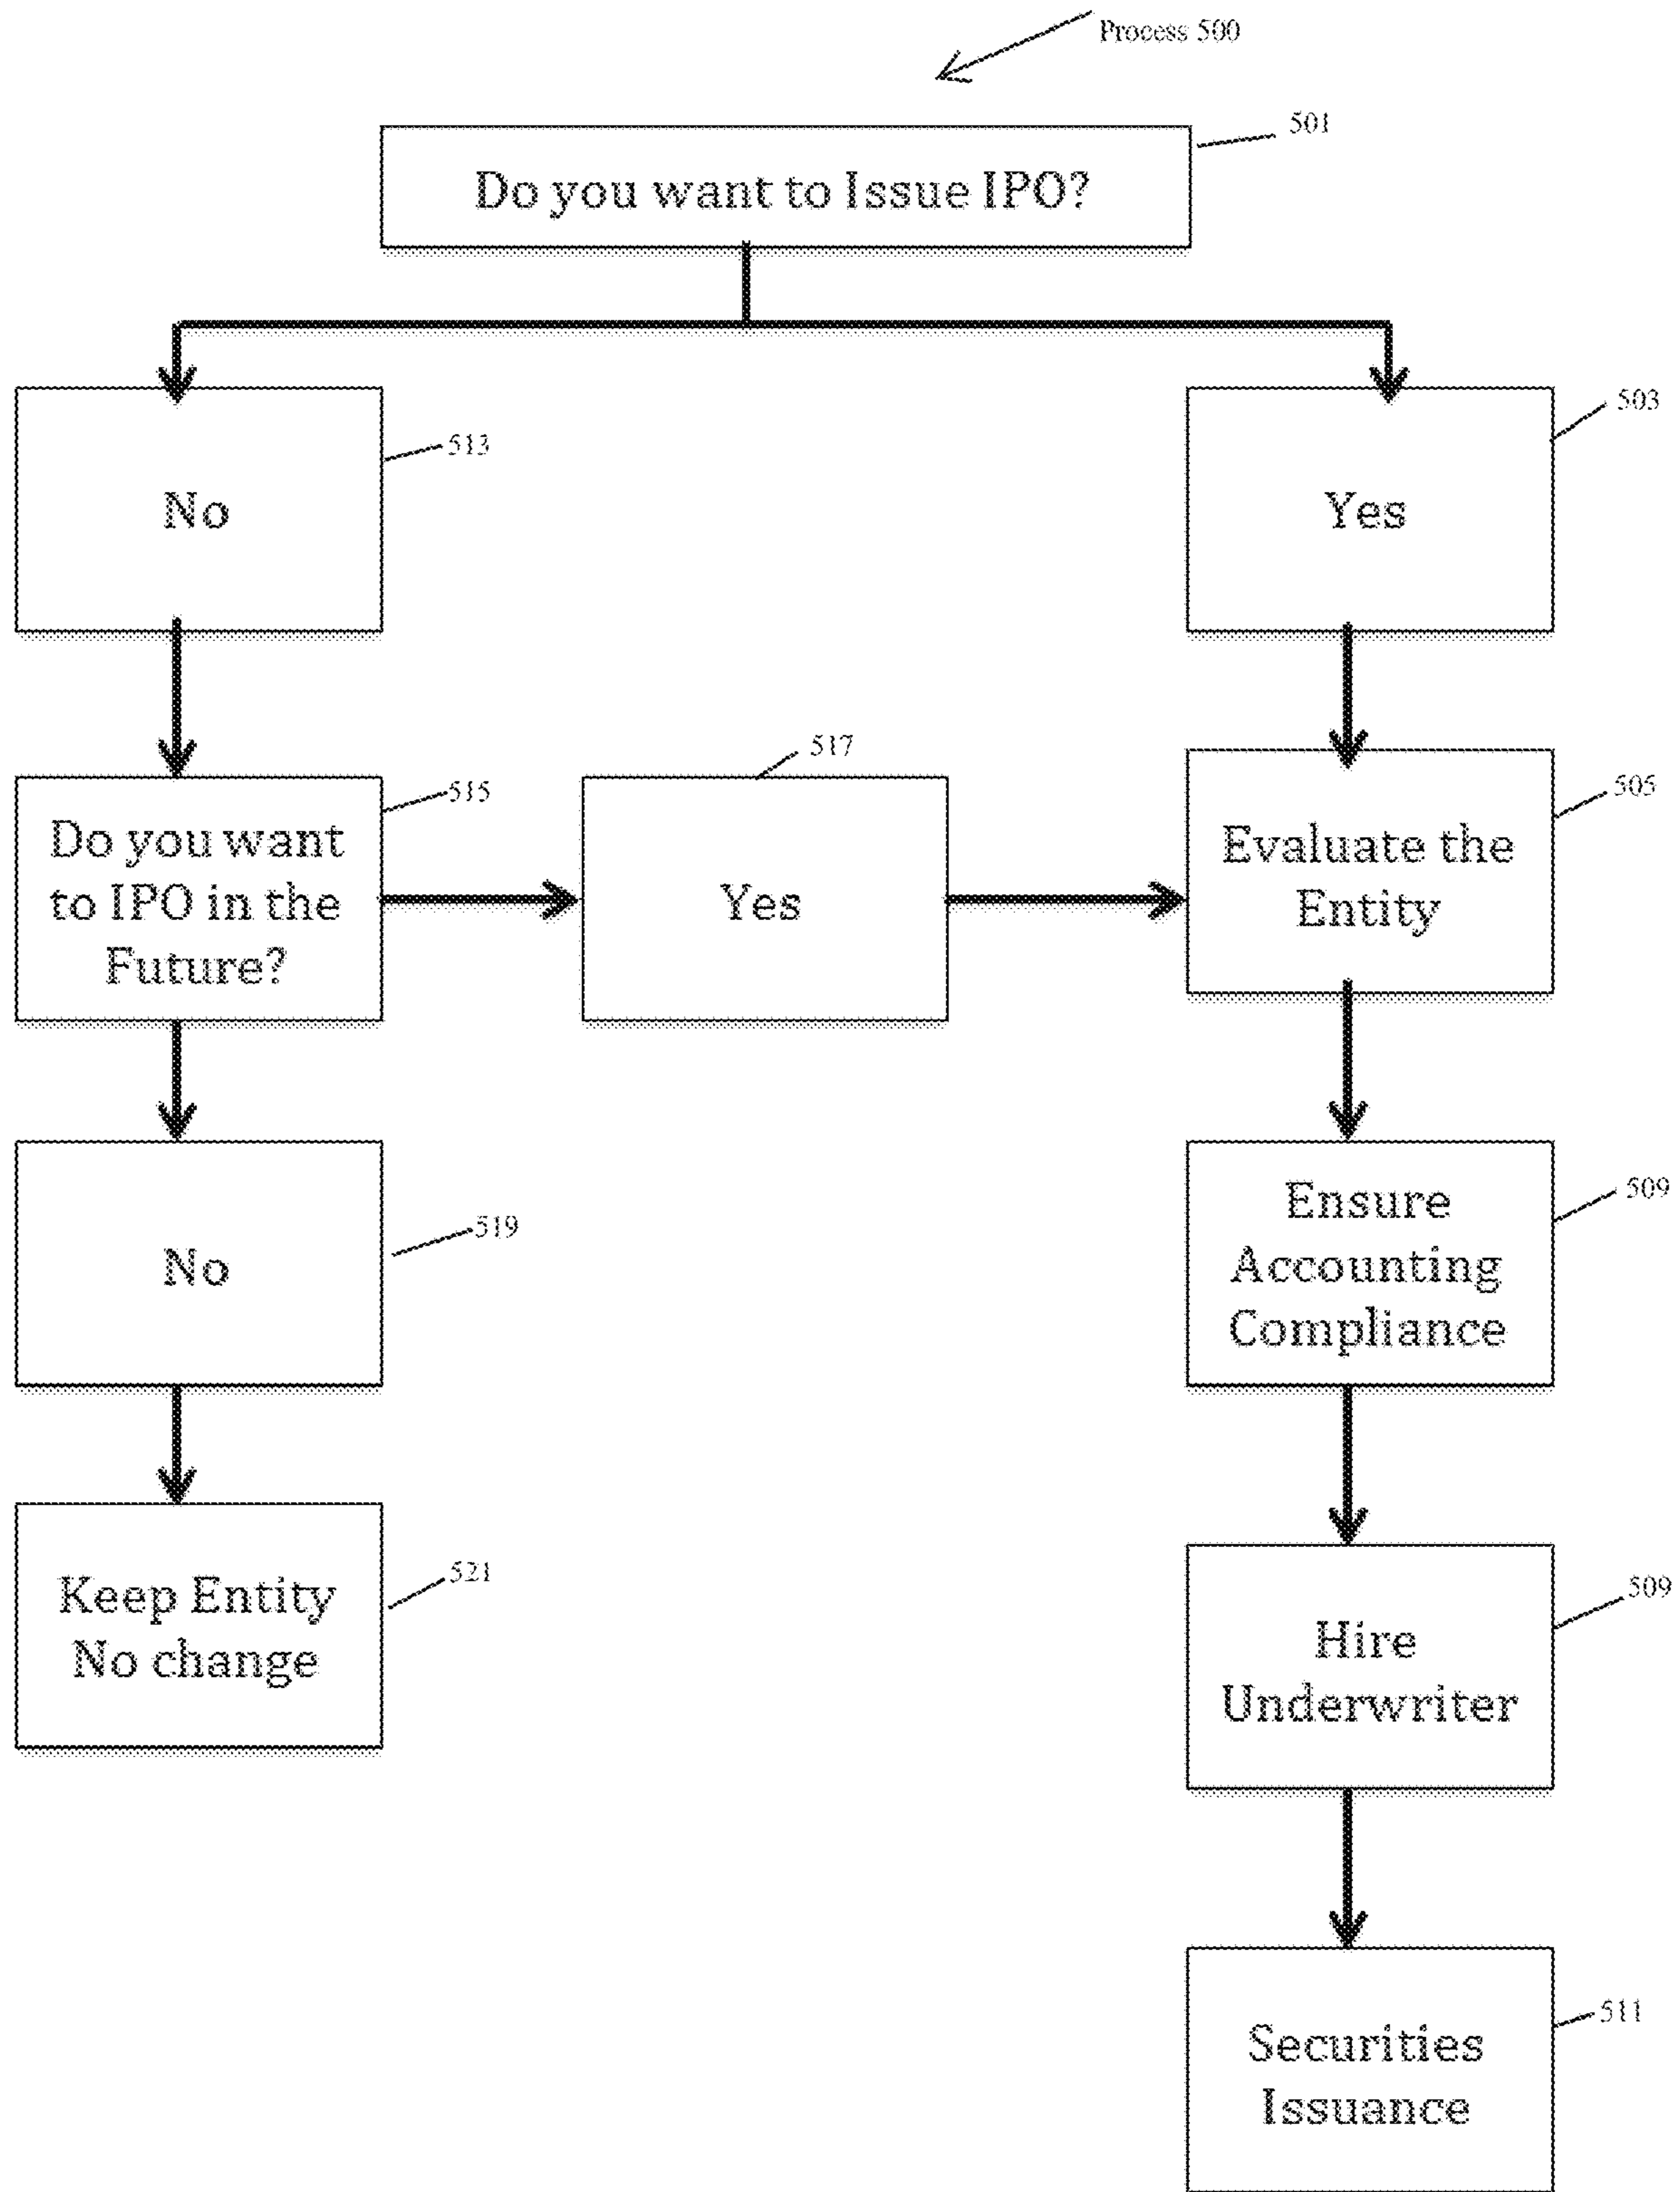 Process 500
501
Do you want to Issue IPO?
513
No
503
Yes
515
Do you want
to IPO in the
Future?
517
Yes
505
Evaluate the
Entity
519
No
509
Ensure
Accounting
Compliance
521
Keep Entity
No change
509
Hire
Underwriter
511
Securities
Issuance